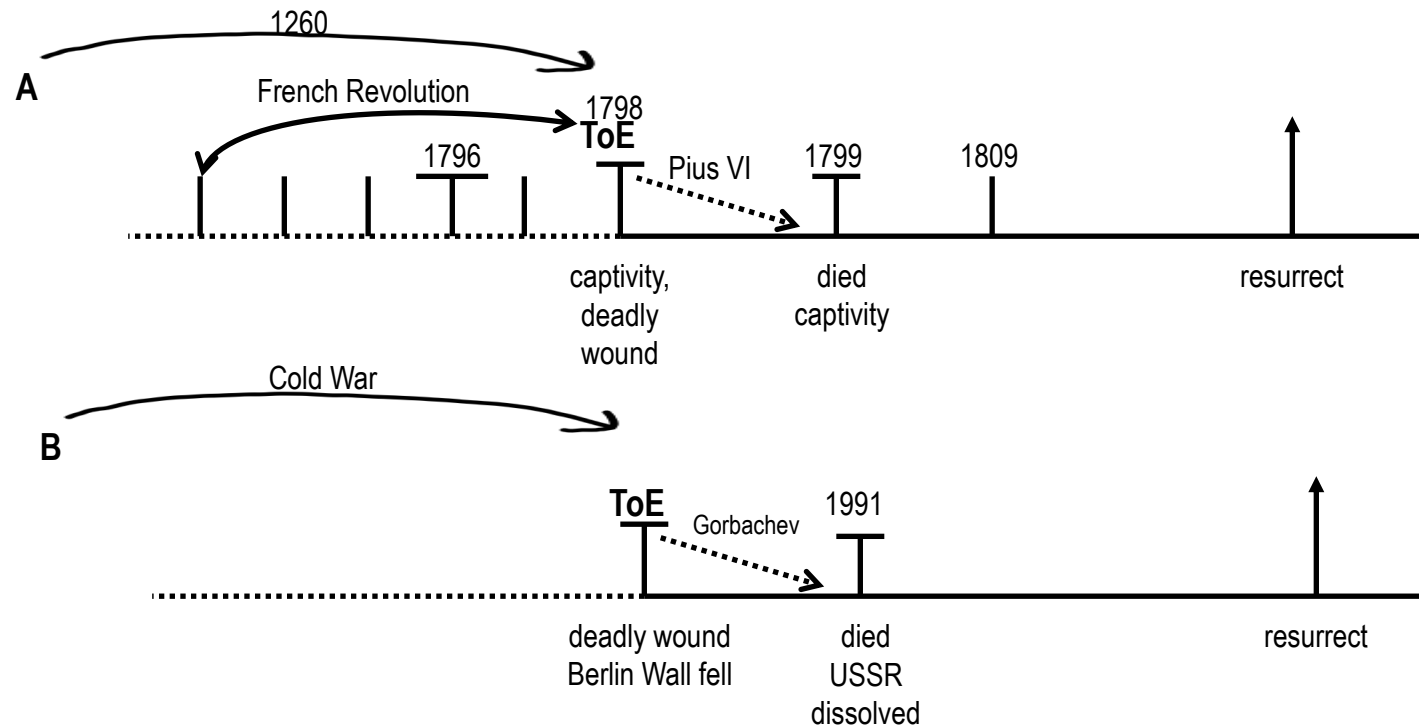 1260
A
French Revolution
1798
ToE
1796
Pius VI
1799
1809
captivity,
deadly
wound
died
captivity
resurrect
Cold War
B
ToE
Gorbachev
1991
deadly wound
Berlin Wall fell
died
USSR
dissolved
resurrect